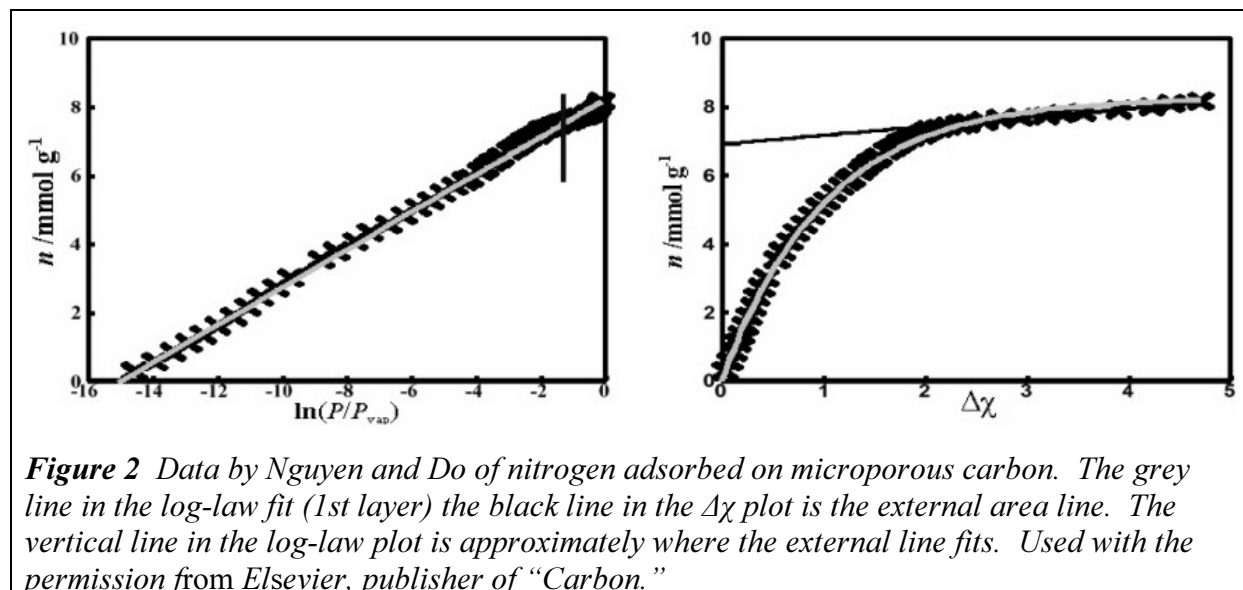 10
8
6
4
2
0
n /mmol g-1
-16 -14 -12 -10 -8 -6 -4 -2 0
ln(P/Pvap)
10
8
6
4
2
0
n /mmol g-1
0 1 2 3 4 5
Δχ
Figure 2 Data by Nguyen and Do of nitrogen adsorbed on microporous carbon. The grey
line in the log-law fit (1st layer) the black line in the Δχ plot is the external area line. The
vertical line in the log-law plot is approximately where the external line fits. Used with the
permission from Elsevier, publisher of “Carbon.”